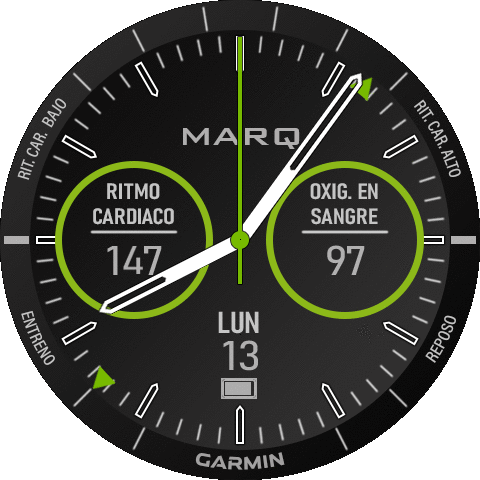 RIT. CAR. BAJO
RIT. CAR. ALTO
MARQ
RITMO
CARDIACO
147
OXIG. EN
SANGRE
97
ENTRENO
REPOSO
LUN
13
GARMIN